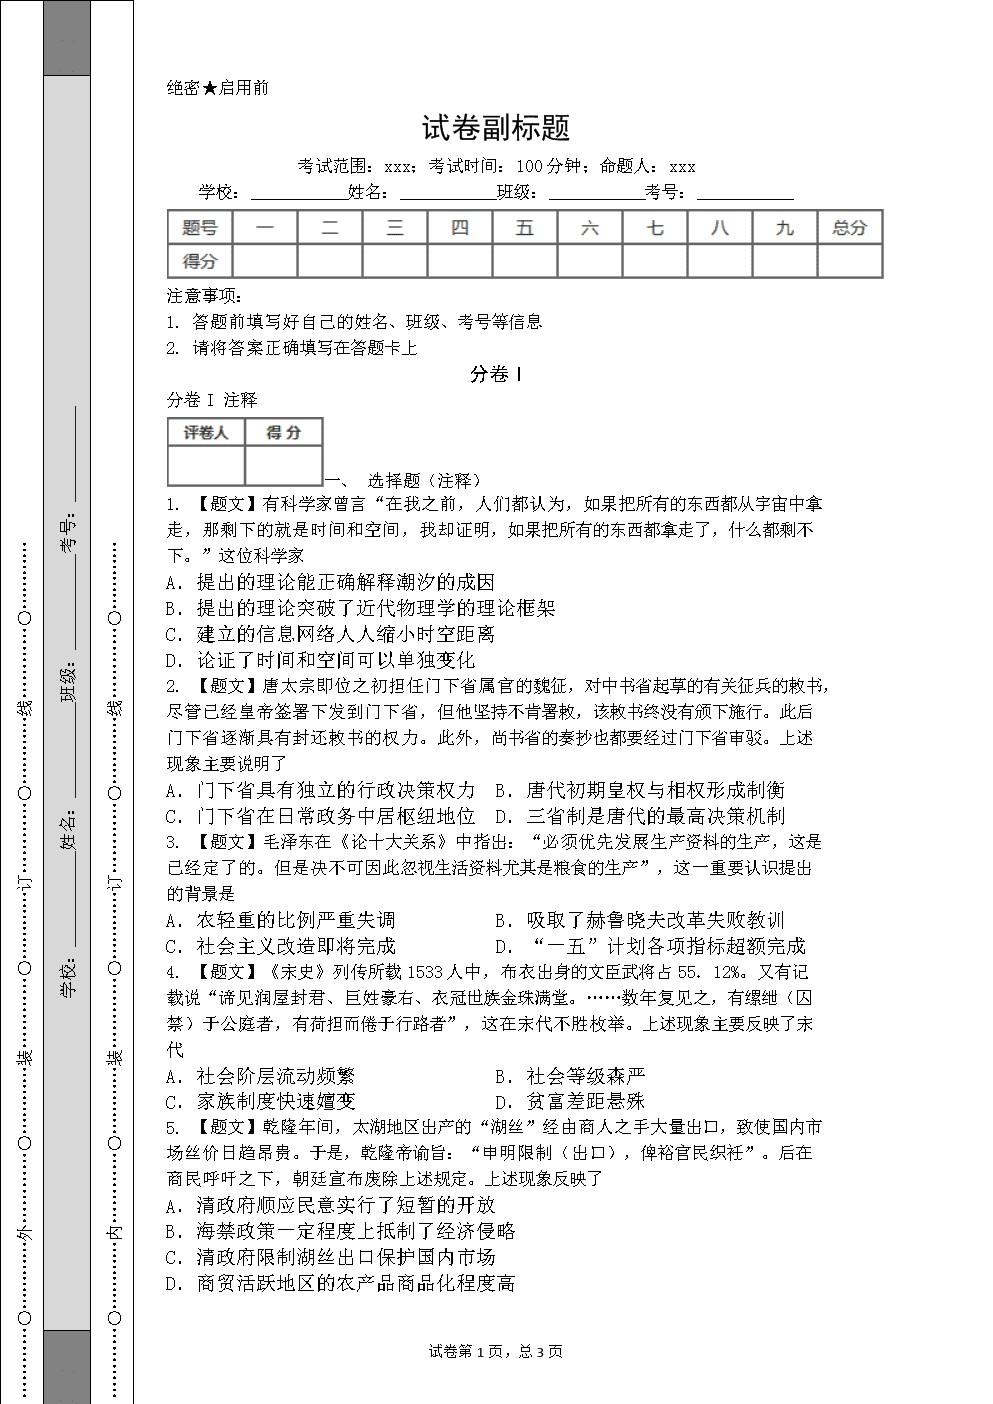 绝密★启用前
试卷副标题
考试范围：xxx；考试时间：100分钟；命题人：xxx
学校：___________姓名：___________班级：___________考号：___________
题号 一 二 三 四 五 六 七 八 九 总分
得分
注意事项：
1. 答题前填写好自己的姓名、班级、考号等信息
2. 请将答案正确填写在答题卡上
分卷 I
分卷 I 注释
评卷人 得 分
一、 选择题（注释）
1. 【题文】有科学家曾言“在我之前，人们都认为，如果把所有的东西都从宇宙中拿
走，那剩下的就是时间和空间，我却证明，如果把所有的东西都拿走了，什么都剩不
下。”这位科学家
A．提出的理论能正确解释潮汐的成因
B．提出的理论突破了近代物理学的理论框架
C．建立的信息网络人人缩小时空距离
D．论证了时间和空间可以单独变化
2. 【题文】唐太宗即位之初担任门下省属官的魏征，对中书省起草的有关征兵的敕书，
尽管已经皇帝签署下发到门下省，但他坚持不肯署敕，该敕书终没有颁下施行。此后
门下省逐渐具有封还敕书的权力。此外，尚书省的奏抄也都要经过门下省审驳。上述
现象主要说明了
A．门下省具有独立的行政决策权力 B．唐代初期皇权与相权形成制衡
C．门下省在日常政务中居枢纽地位 D．三省制是唐代的最高决策机制
3. 【题文】毛泽东在《论十大关系》中指出：“必须优先发展生产资料的生产，这是
已经定了的。但是决不可因此忽视生活资料尤其是粮食的生产”，这一重要认识提出
的背景是
A．农轻重的比例严重失调 B．吸取了赫鲁晓夫改革失败教训
C．社会主义改造即将完成 D．“一五”计划各项指标超额完成
4. 【题文】《宋史》列传所载1533人中，布衣出身的文臣武将占55. 12%。又有记
载说“谛见润屋封君、巨姓豪右、衣冠世族金珠满堂。……数年复见之，有缧绁（囚
禁）于公庭者，有荷担而倦于行路者”，这在宋代不胜枚举。上述现象主要反映了宋
代
A．社会阶层流动频繁 B．社会等级森严
C．家族制度快速嬗变 D．贫富差距悬殊
5. 【题文】乾隆年间，太湖地区出产的“湖丝”经由商人之手大量出口，致使国内市
场丝价日趋昂贵。于是，乾隆帝谕旨：“申明限制（出口），俾裕官民织衽”。后在
商民呼吁之下，朝廷宣布废除上述规定。上述现象反映了
A．清政府顺应民意实行了短暂的开放
B．海禁政策一定程度上抵制了经济侵略
C．清政府限制湖丝出口保护国内市场
D．商贸活跃地区的农产品商品化程度高
试卷第1页，总3页
学校：___________姓名：___________班级：___________考号：___________
………○…………外…………○…………装…………○…………订…………○…………线…………○…………
………○…………内…………○…………装…………○…………订…………○…………线…………○…………